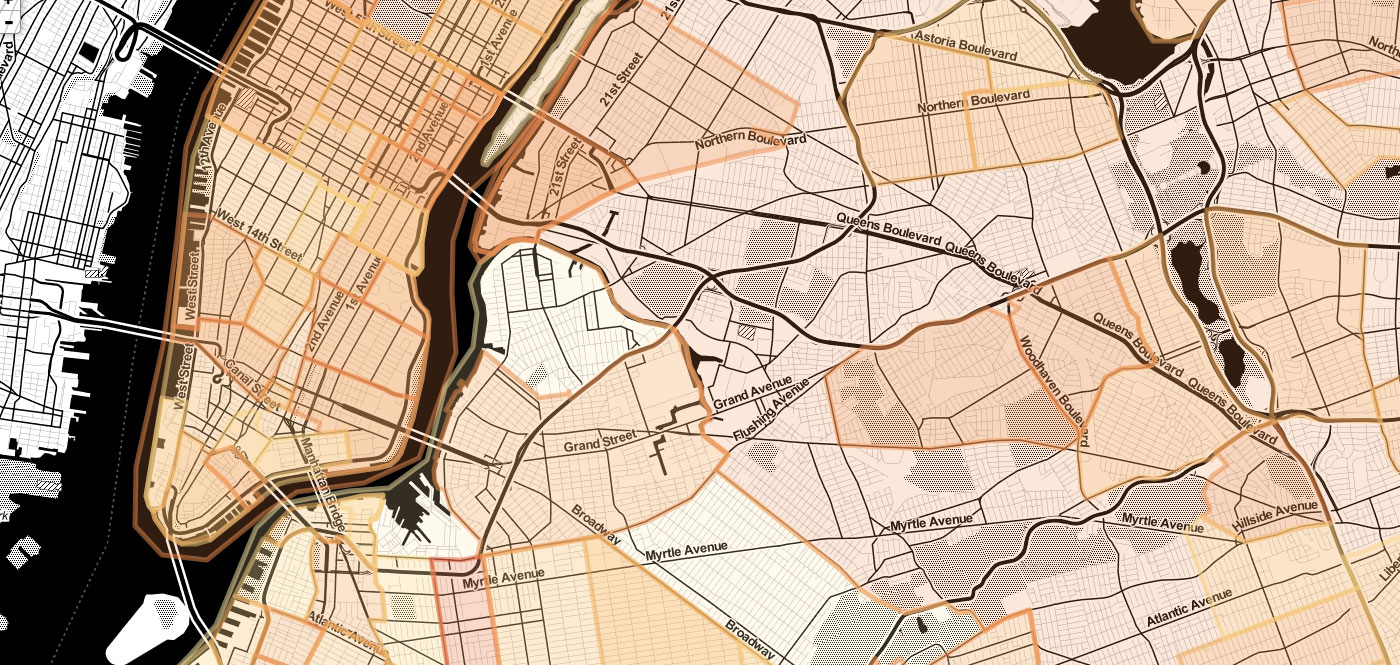 21st
West 5th Street
21st Avenue
Astoria Boulevard
North
21st Street
Northern Boulevard
2nd Avenue
Northern Boulevard
21st Street
West 14th Street
Queens Boulevard
Queens Boulevard
West Street
1st Avenue
2nd Avenue
Queens Boulevard
Woodhaven Boulevard
West Street
Canal Street
Grand Avenue
Flushing Avenue
Queens Boulevard
Grand Street
Manhattan Bridge
Broadway
Myrtle Avenue
Myrtle Avenue
Hillside Avenue
Myrtle Avenue
Myrtle Avenue
Atlantic Avenue
Atlantic Avenue
Broadway